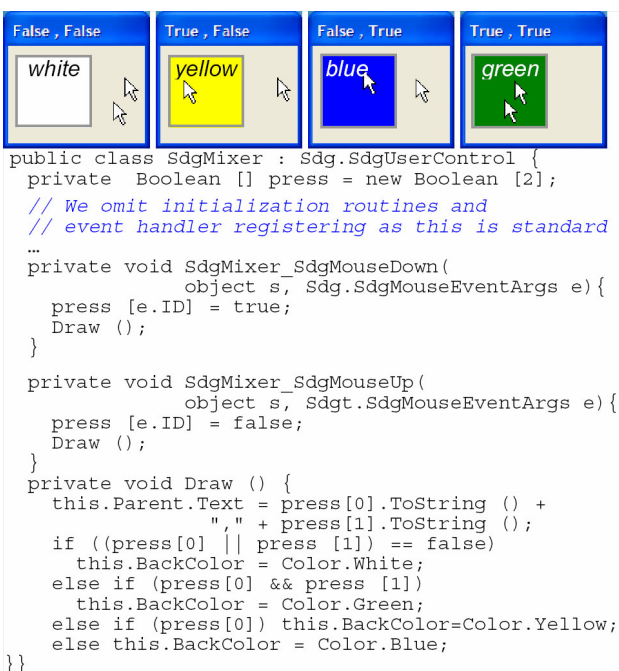 False , False True , False False , True True , True
white yellow blue green
public class SdgMixer : Sdg.SdgUserControl {
private Boolean [] press = new Boolean [2];
// We omit initialization routines and
// event handler registering as this is standard
…
private void SdgMixer_SdgMouseDown(
object s, Sdg.SdgMouseEventArgs e){
press [e.ID] = true;
Draw ();
}
private void SdgMixer_SdgMouseUp(
object s, Sdgt.SdgMouseEventArgs e){
press [e.ID] = false;
Draw ();
}
private void Draw () {
this.Parent.Text = press[0].ToString () +
"," + press[1].ToString ();
if ((press[0] || press [1]) == false)
this.BackColor = Color.White;
else if (press[0] && press [1])
this.BackColor = Color.Green;
else if (press[0]) this.BackColor=Color.Yellow;
else this.BackColor = Color.Blue;
}}